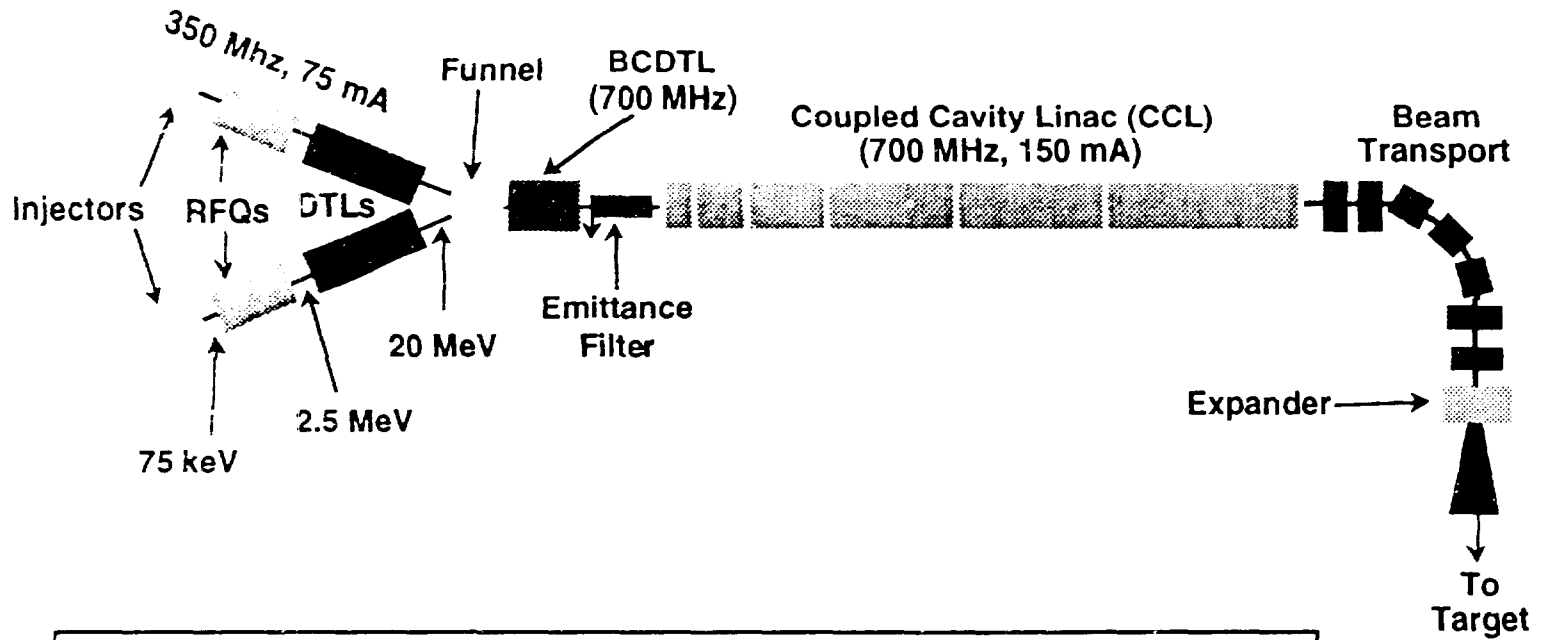 350 Mhz, 75 mA
Funnel
BCDTL
(700 MHz)
Coupled Cavity Linac (CCL)
(700 MHz, 150 mA)
Beam
Transport
Injectors
RFQs
DTLs
Emittance
Filter
20 MeV
2.5 MeV
75 keV
Expander
To
Target